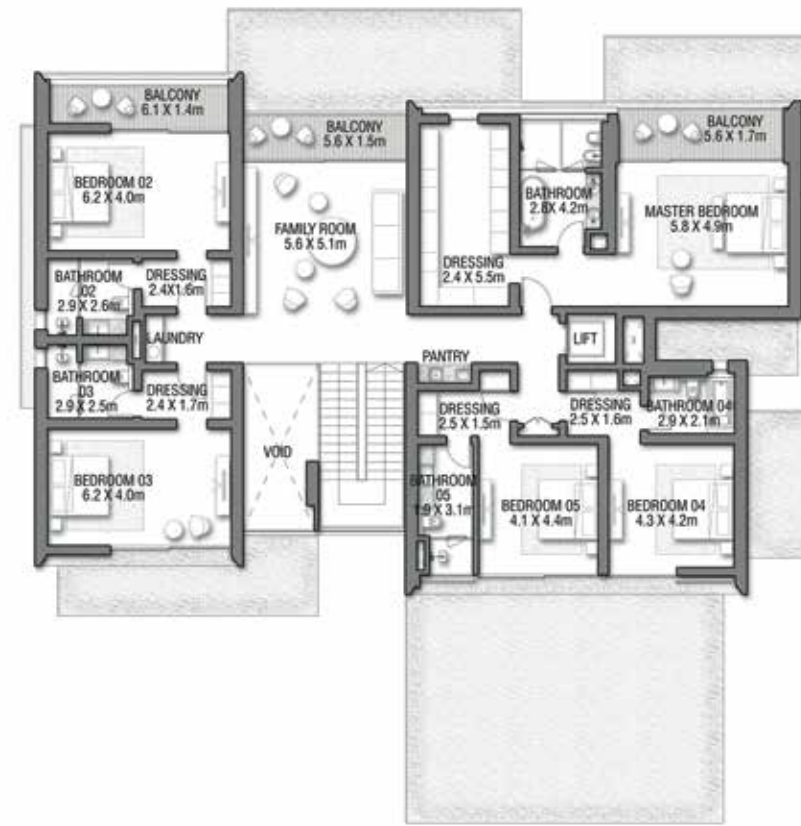 BALCONY
6.1 X 1.4m
BALCONY
5.6 X 1.5m
BALCONY
5.6 X 1.7m
BEDROOM 02
6.2 X 4.0m
FAMILY ROOM
5.6 X 5.1m
BATHROOM
2.8X 4.2m
MASTER BEDROOM
5.8 X 4.9m
DRESSING
2.4 X 5.5m
BATHROOM
02
2.9 X 2.6m
DRESSING
2.4X1.6m
LAUNDRY
LIFT
PANTRY
BATHROOM
03
2.9 X 2.5m
DRESSING
2.4 X 1.7m
DRESSING
2.5 X 1.5m
DRESSING
2.5 X 1.6m
BATHROOM 04
2.9 X 2.1m
VOID
BEDROOM 03
6.2 X 4.0m
BATHROOM
05
1.9 X 3.1m
BEDROOM 05
4.1 X 4.4m
BEDROOM 04
4.3 X 4.2m